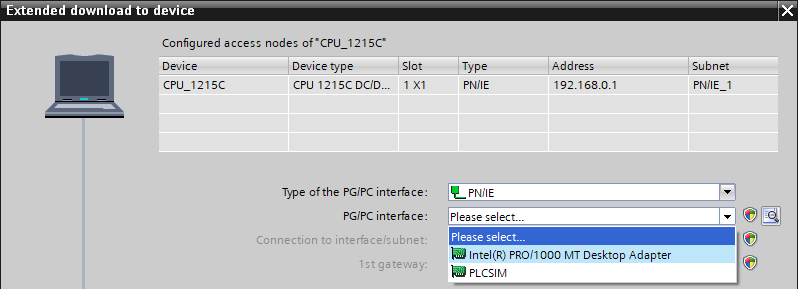 Extended download to device
Configured access nodes of "CPU_1215C"
Device Device type Slot Type Address Subnet
CPU_1215C CPU 1215C DC/D... 1 X1 PN/IE 192.168.0.1 PN/IE_1
Type of the PG/PC interface: PN/IE
PG/PC interface: Please select...
Please select...
Connection to interface/subnet:
Intel(R) PRO/1000 MT Desktop Adapter
1st gateway:
PLCSIM